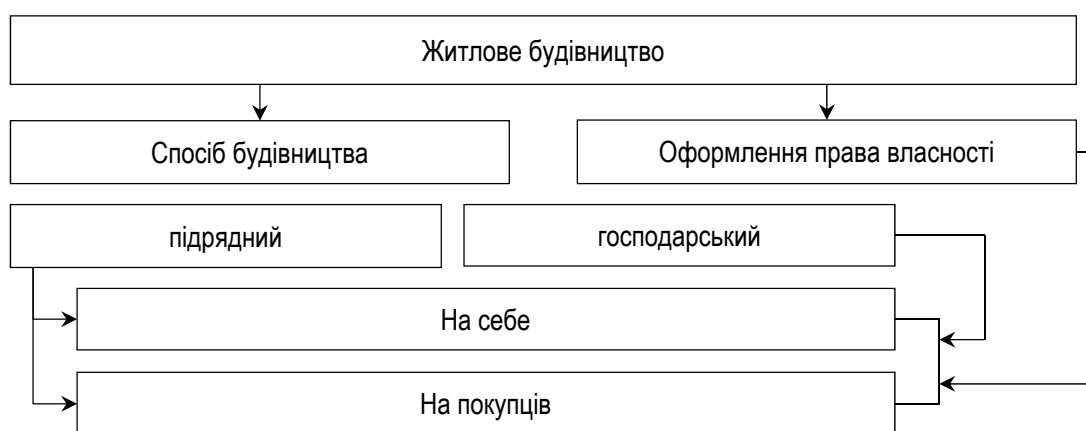 Житлове будівництво
Спосіб будівництва
Оформлення права власності
підрядний
господарський
На себе
На покупців